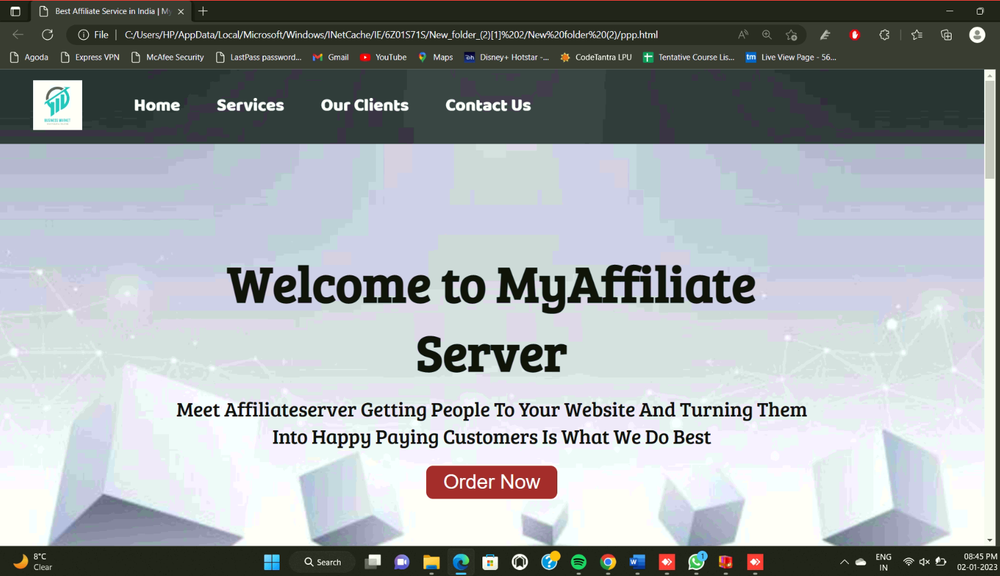 Best Affiliate Service in India | My
File
C:/Users/HP/AppData/Local/Microsoft/Windows/INetCache/IE/6Z01S71S/New_folder_(2)[1]%202/New%20folder%20(2)/ppp.html
Agoda Express VPN McAfee Security LastPass password... Gmail YouTube Maps Disney+ Hotstar -... CodeTantra LPU Tentative Course Lis... tm Live View Page - 56...
BUSINESS MARKET
Home Services Our Clients Contact Us
Welcome to MyAffiliate
Server
Meet Affiliateserver Getting People To Your Website And Turning Them
Into Happy Paying Customers Is What We Do Best
Order Now
8°C
Clear
Search
1
ENG
IN
08:45 PM
02-01-2023